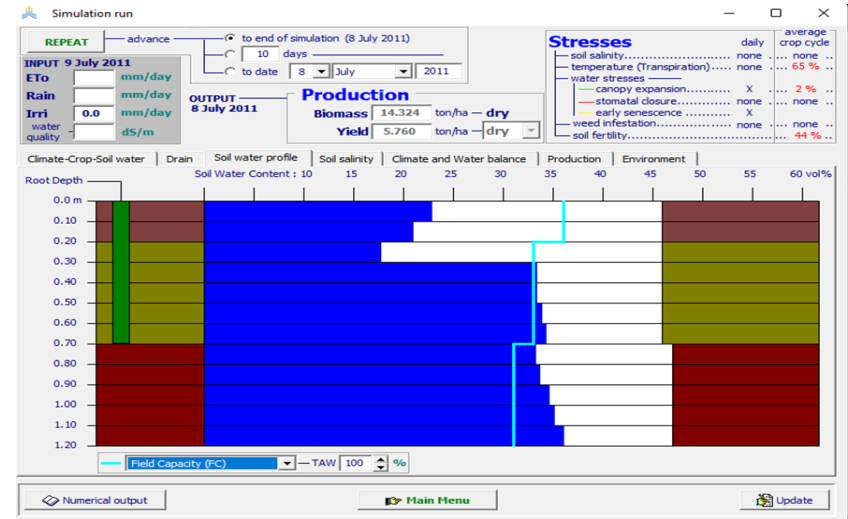 Simulation run
REPEAT
advance
to end of simulation (8 July 2011)
10 days
to date 8 July 2011
INPUT 9 July 2011
ETo mm/day
Rain mm/day
Irri 0.0 mm/day
water quality dS/m
OUTPUT
8 July 2011
Production
Biomass 14.324 ton/ha dry
Yield 5.760 ton/ha dry
Stresses daily average crop cycle
soil salinity............... none .... none ..
temperature (Transpiration)..... none .... 65 % ..
water stresses
canopy expansion........... X .... 2 % ..
stomatal closure............ none .... none ..
early senescence ........... X
weed infestation................ none .... none ..
soil fertility........................................ 44 % ..
Climate-Crop-Soil water Drain Soil water profile Soil salinity Climate and Water balance Production Environment
Root Depth
Soil Water Content : 10 15 20 25 30 35 40 45 50 55 60 vol%
0.0 m
0.10
0.20
0.30
0.40
0.50
0.60
0.70
0.80
0.90
1.00
1.10
1.20
Field Capacity (FC) TAW 100 %
Numerical output Main Menu Update